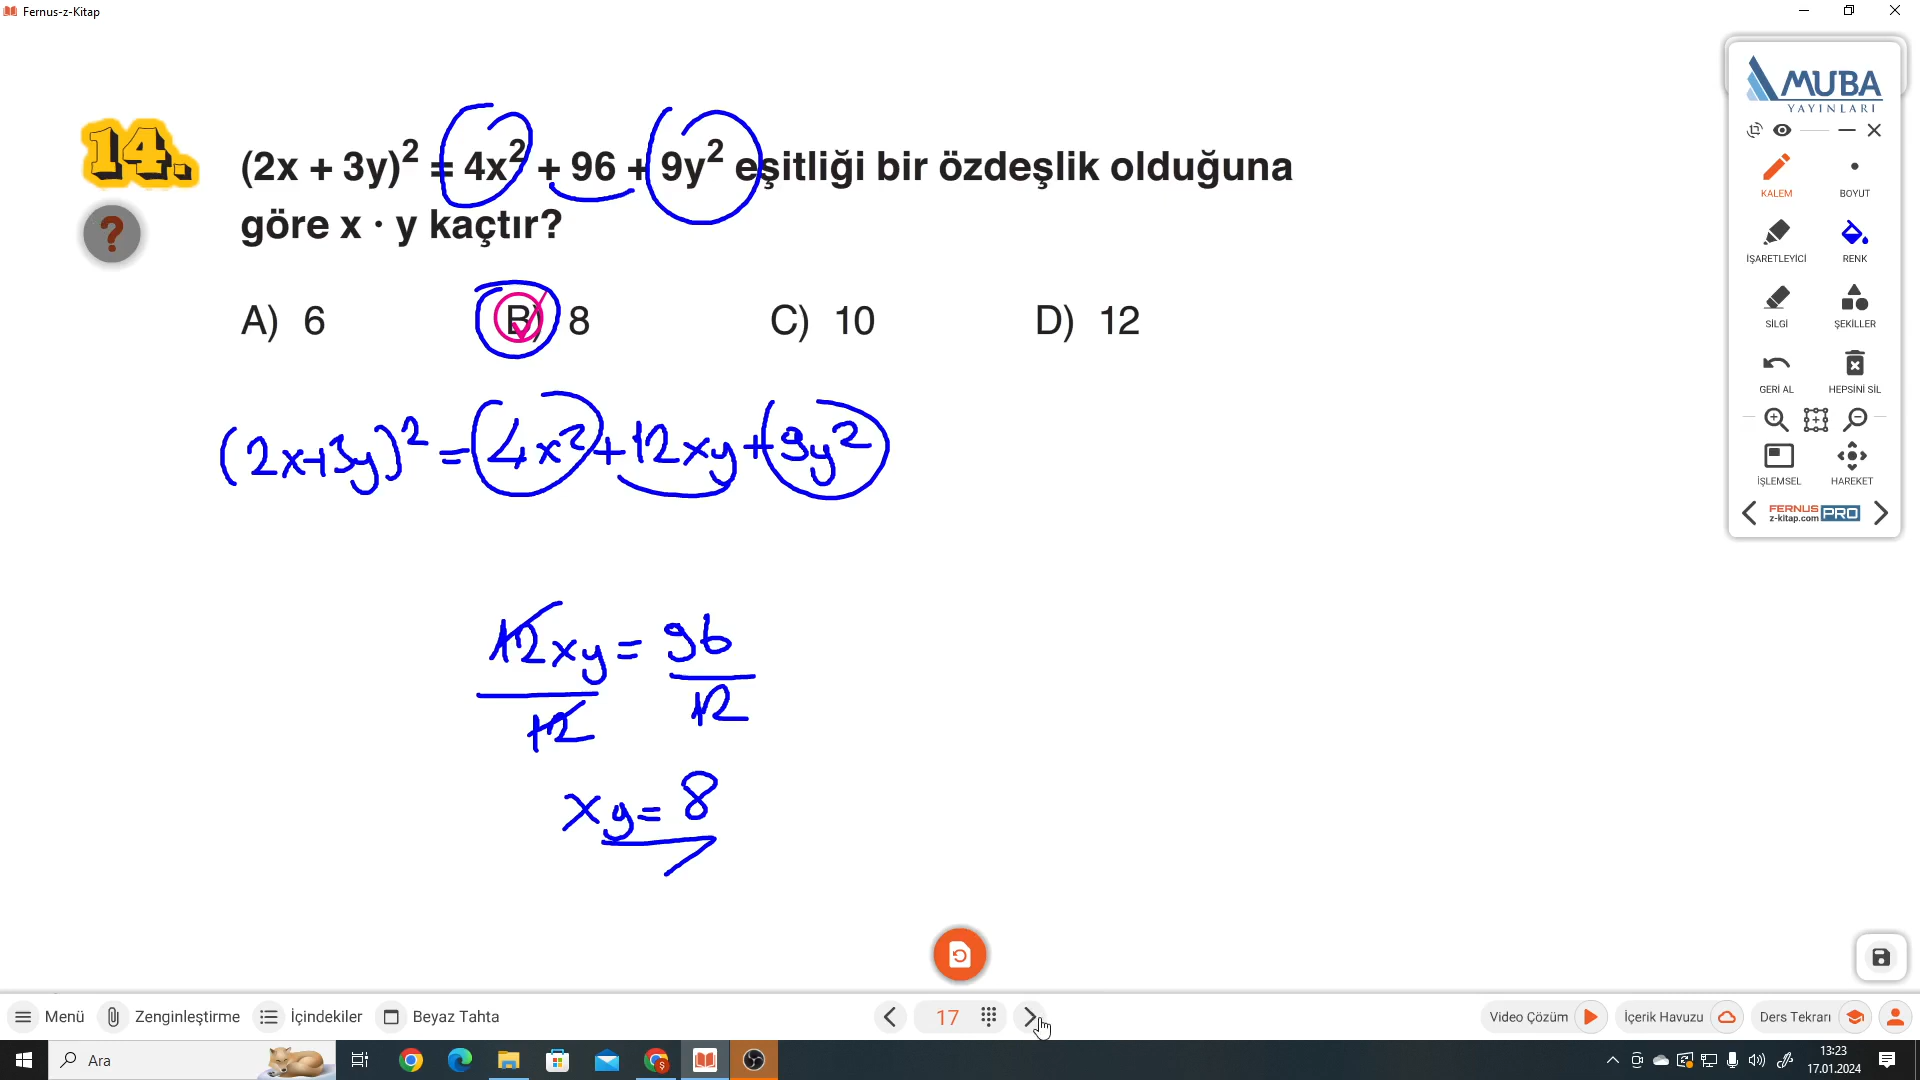 Fernus-z-Kitap
MUBA
YAYINLARI
14.
(2x + 3y)² = 4x² + 96 + 9y² eşitliği bir özdeşlik olduğuna
göre x · y kaçtır?
?
A) 6 B) 8 C) 10 D) 12
(2x+3y)² = 4x² + 12xy + 9y²
12xy = 96
12 12
xy = 8
KALEM BOYUT
İŞARETLEYİCİ RENK
SİLGİ ŞEKİLLER
GERİ AL HEPSİNİ SİL
İŞLEMSEL HAREKET
FERNUS PRO
z-kitap.com
Menü Zenginleştirme İçindekiler Beyaz Tahta 17 Video Çözüm İçerik Havuzu Ders Tekrarı
Ara
13:23
17.01.2024